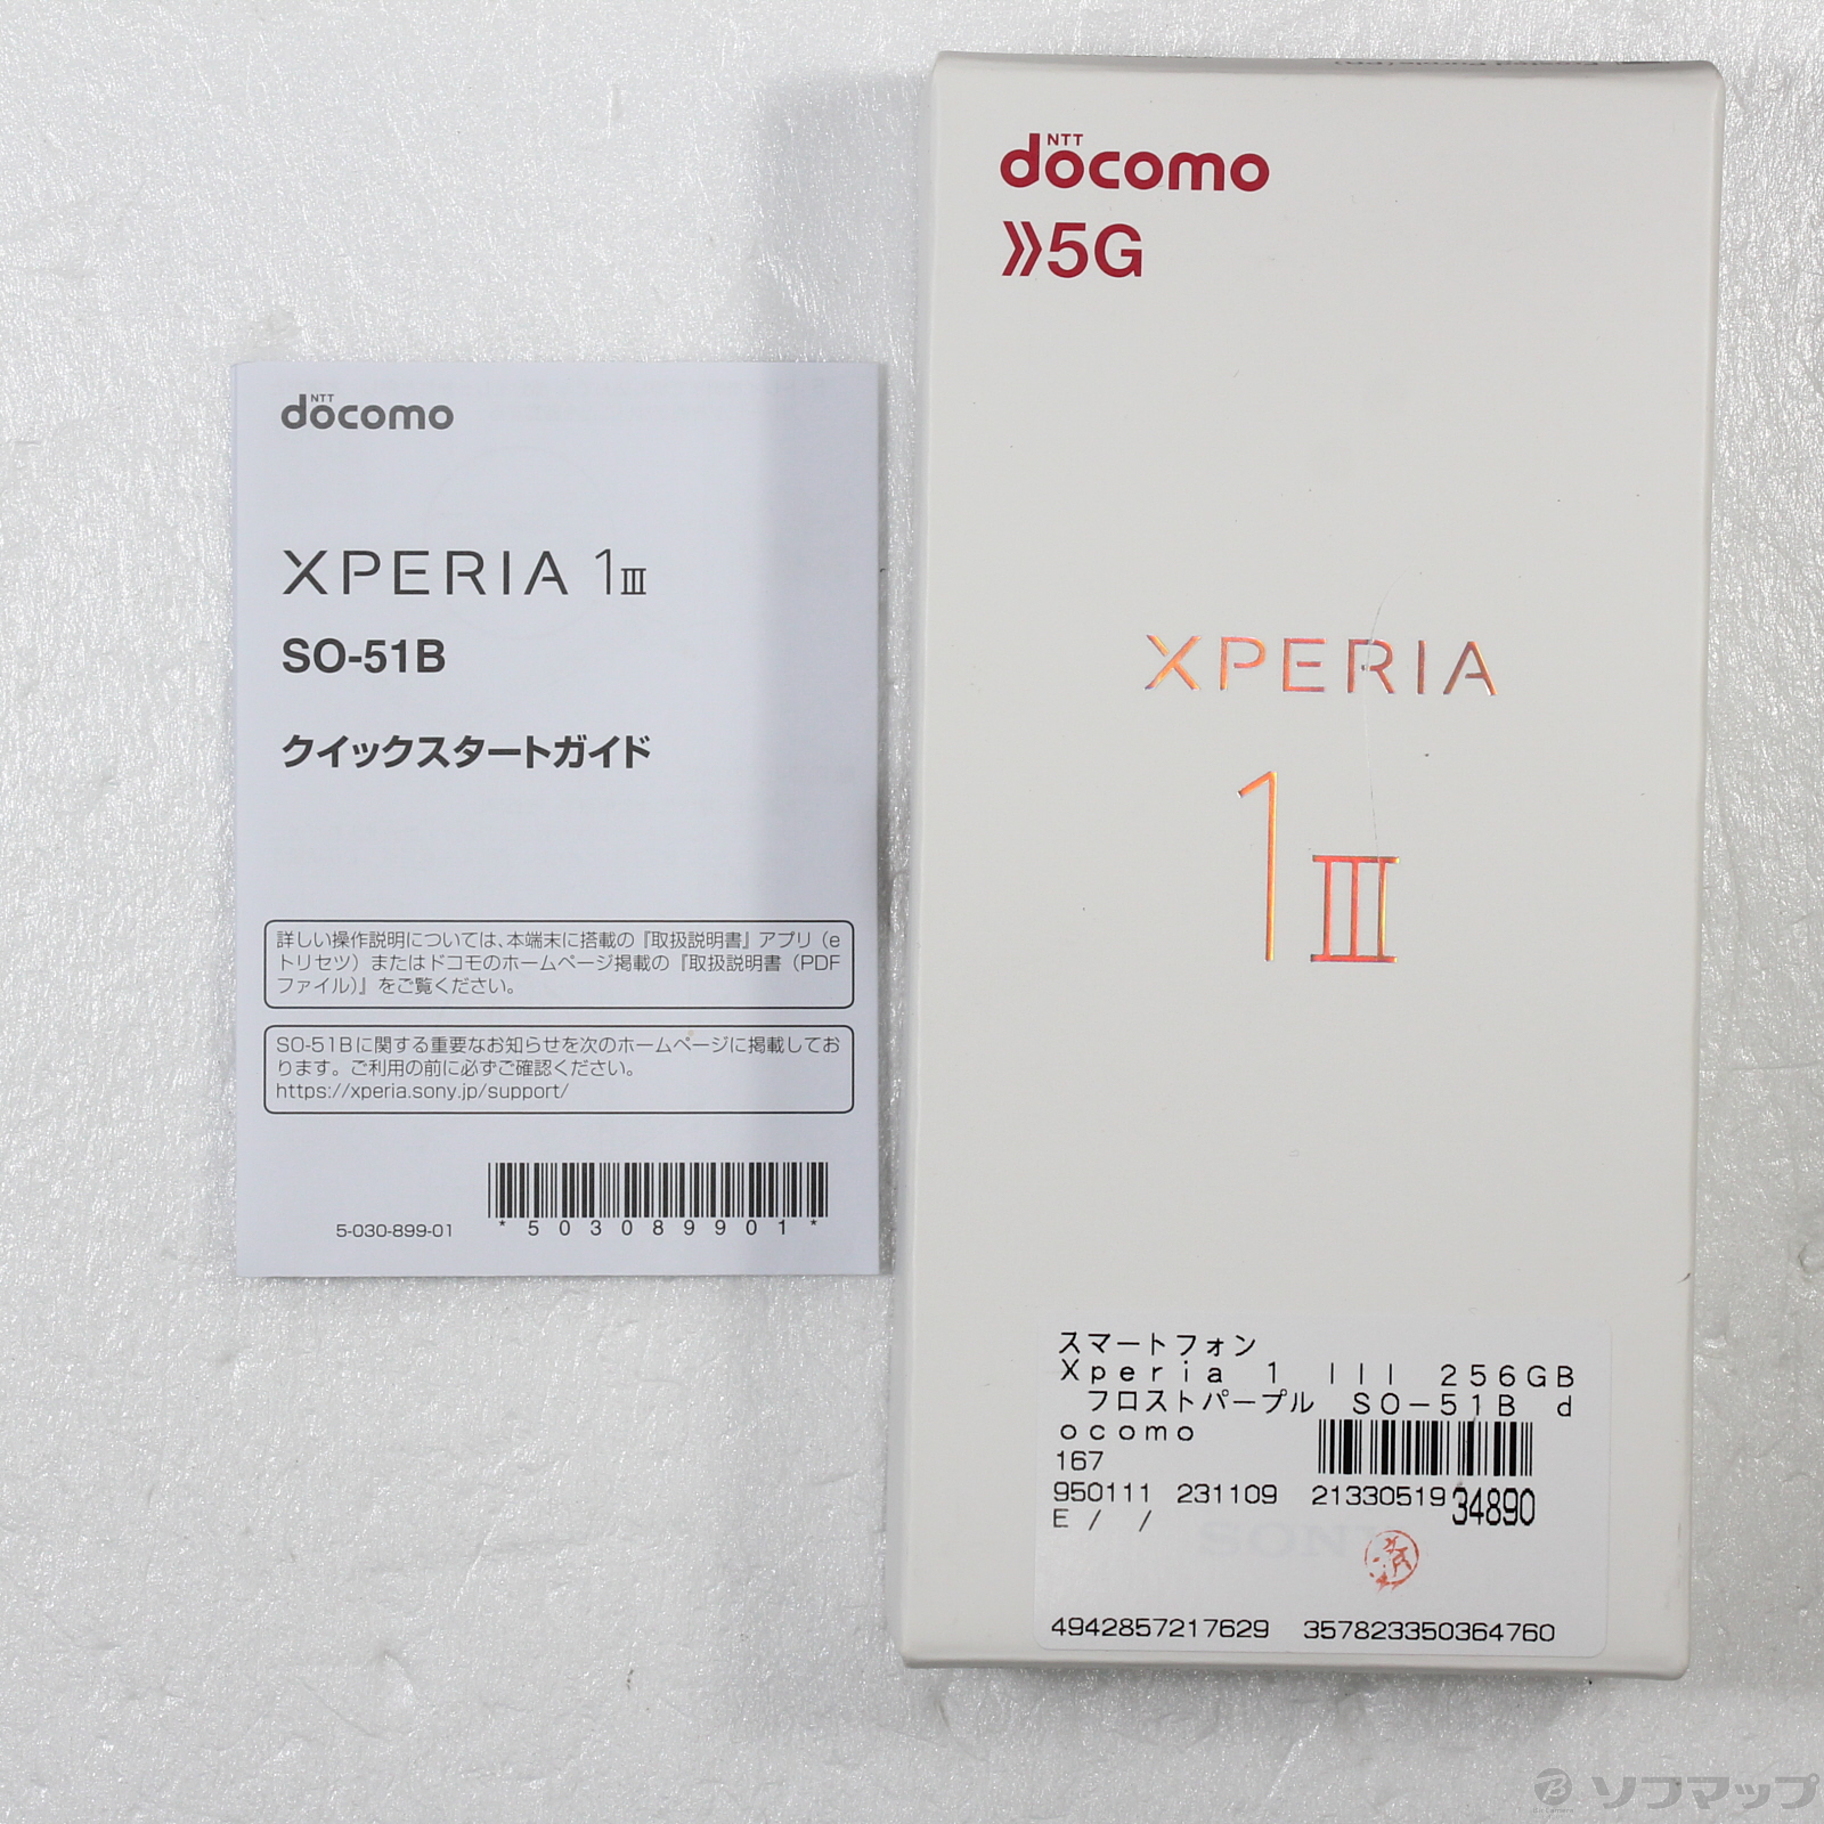 NTT
docomo
XPERIA 1III
SO-51B
クイックスタートガイド
詳しい操作説明については、本端末に搭載の『取扱説明書』アプリ（e
トリセツ）またはドコモのホームページ掲載の『取扱説明書（PDF
ファイル）』をご覧ください。
SO-51Bに関する重要なお知らせを次のホームページに掲載してお
ります。ご利用の前に必ずご確認ください。
https://xperia.sony.jp/support/
5-030-899-01
*503089901*
NTT
docomo
5G
XPERIA
1III
スマートフォン
Xperia 1 III 256GB
フロストパープル SO-51B d
ocomo
167
950111 231109 21330519
34890
E / /
SONY
済
4942857217629 357823350364760
ソフマップ